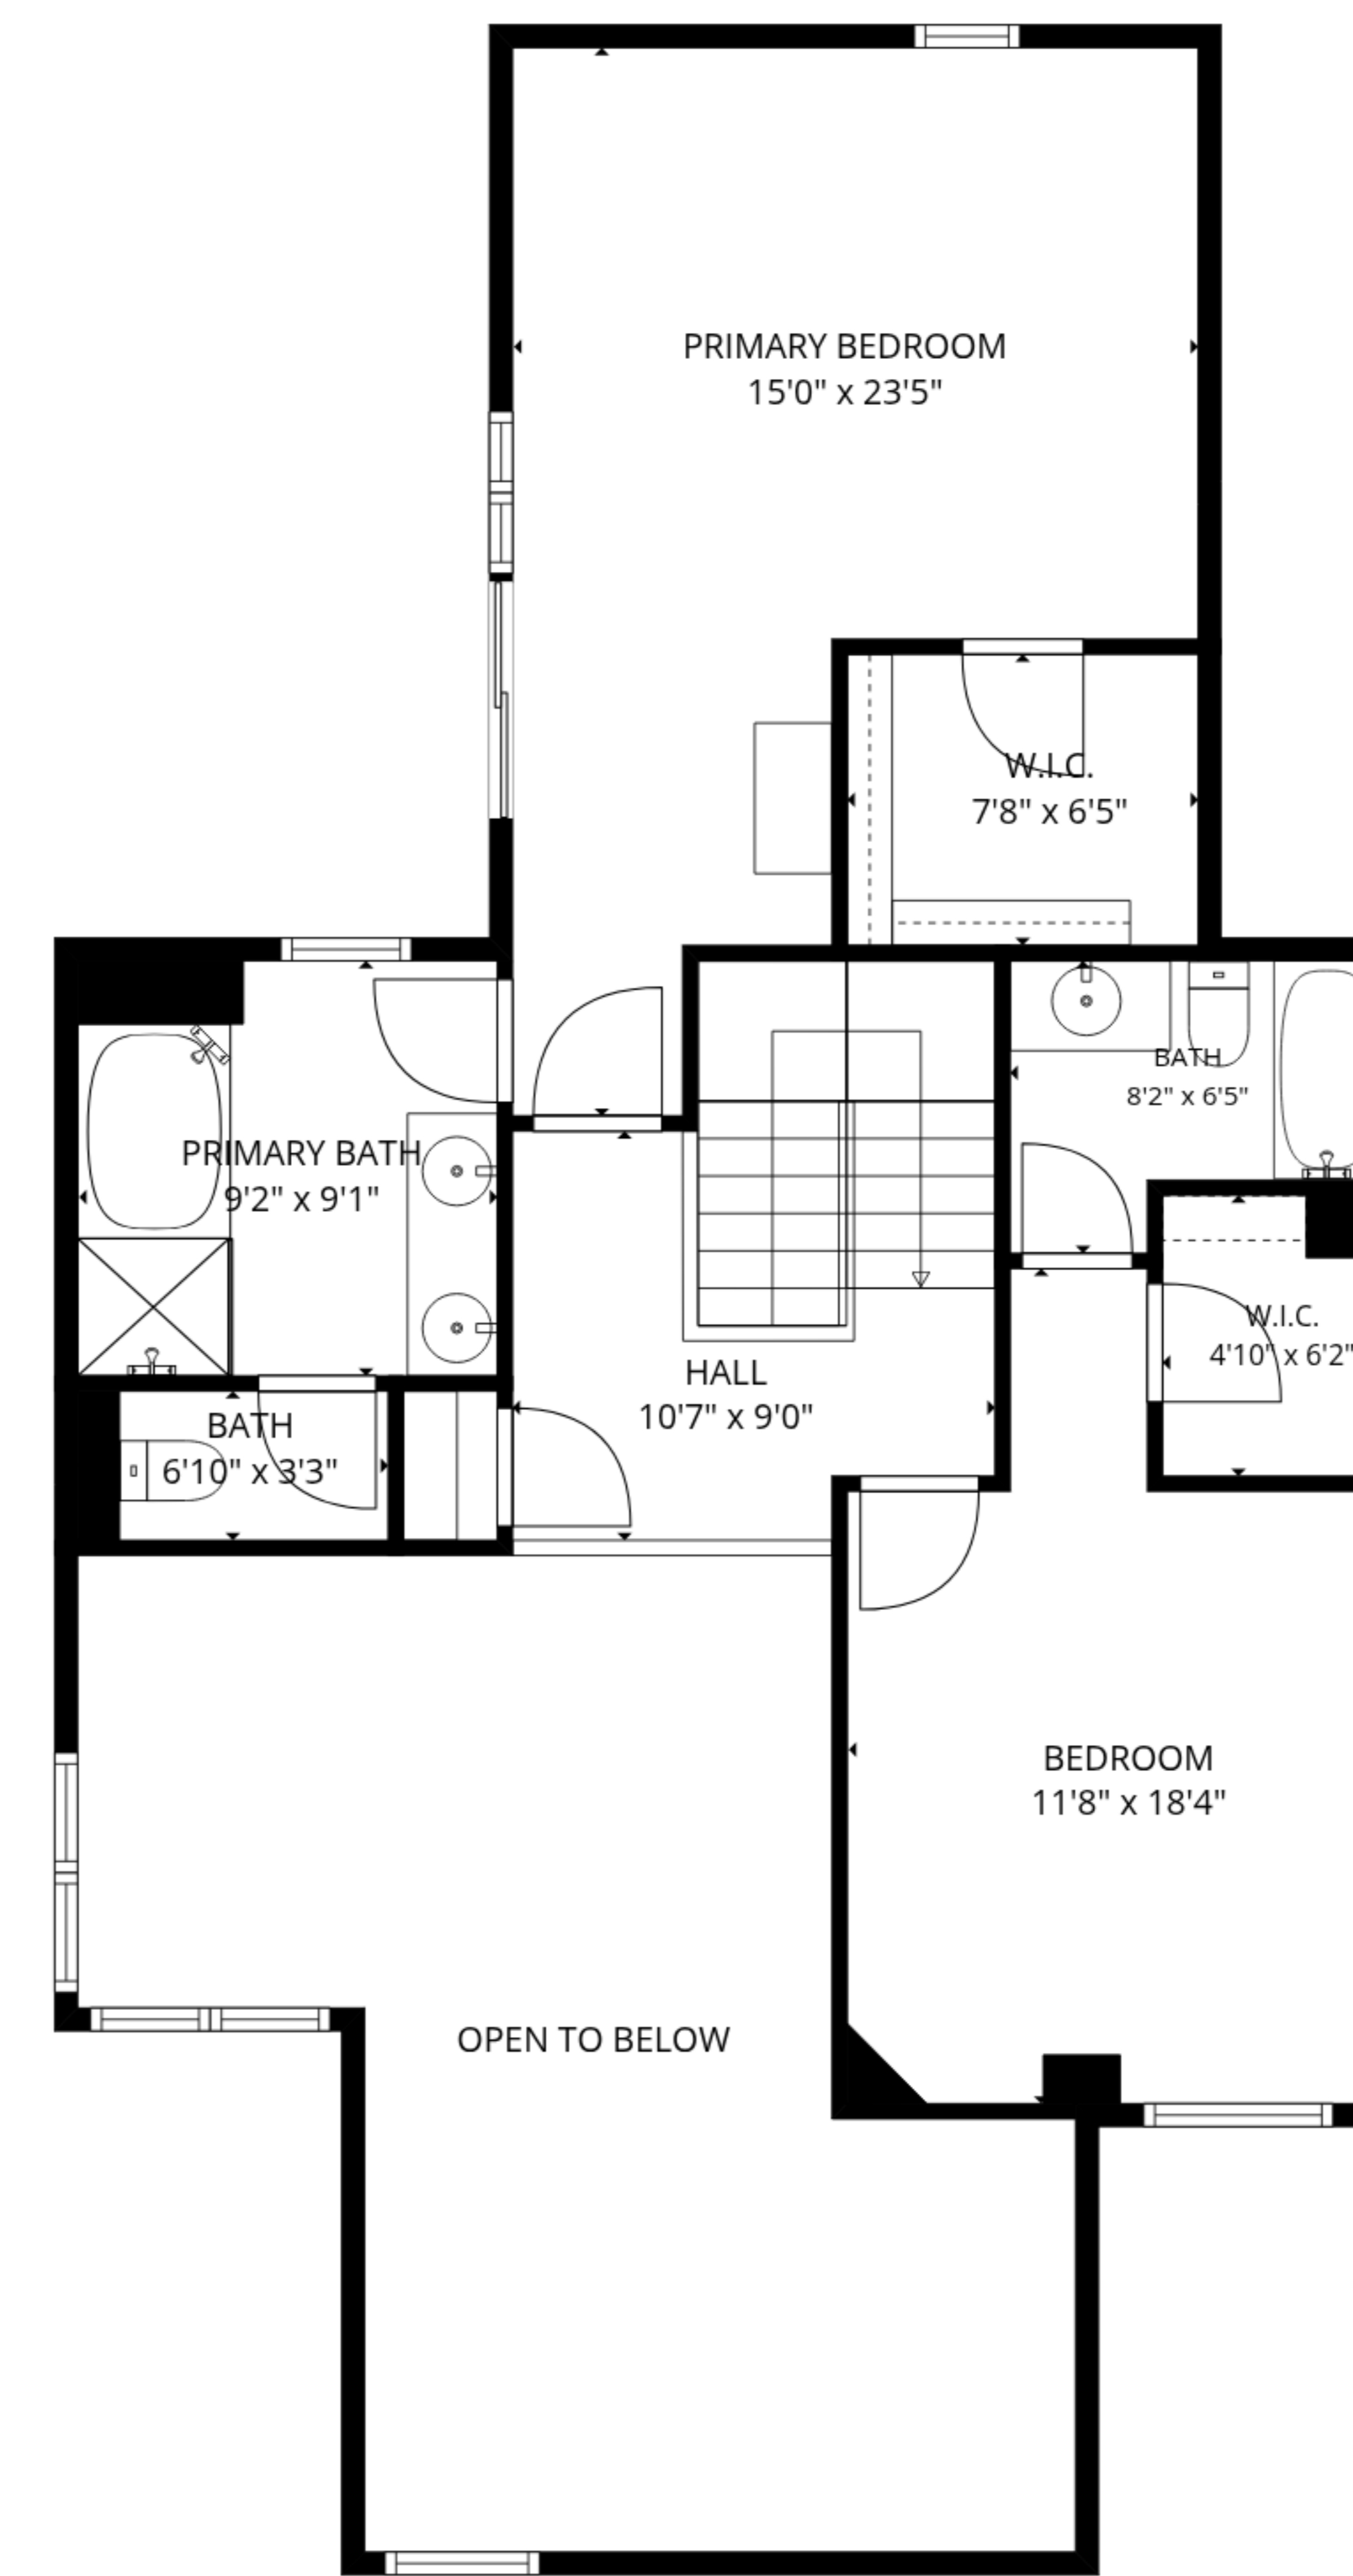 PRIMARY BEDROOM
15'0" x 23'5"
W.I.C.
7'8" x 6'5"
BATH
8'2" x 6'5"
PRIMARY BATH
9'2" x 9'1"
W.I.C.
4'10" x 6'2"
HALL
10'7" x 9'0"
BATH
6'10" x 3'3"
BEDROOM
11'8" x 18'4"
OPEN TO BELOW